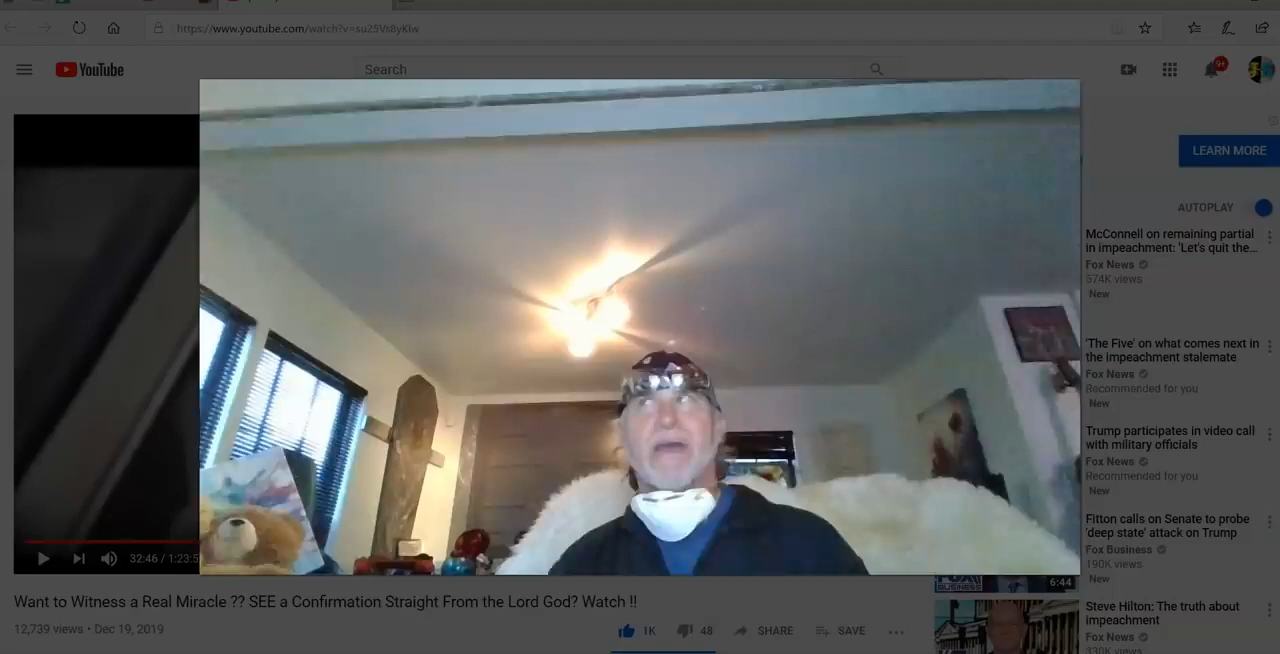 https://www.youtube.com/watch?v=su25Vs8yKlw
YouTube
Search
9+
LEARN MORE
AUTOPLAY
McConnell on remaining partial
in impeachment: 'Let's quit the...
Fox News
574K views
New
'The Five' on what comes next in
the impeachment stalemate
Fox News
Recommended for you
New
Trump participates in video call
with military officials
Fox News
Recommended for you
New
Fitton calls on Senate to probe
'deep state' attack on Trump
Fox Business
190K views
New
6:44
Steve Hilton: The truth about
impeachment
Fox News
330K views
32:46 / 1:23:5
Want to Witness a Real Miracle ?? SEE a Confirmation Straight From the Lord God? Watch !!
12,739 views • Dec 19, 2019
1K
48
SHARE
SAVE